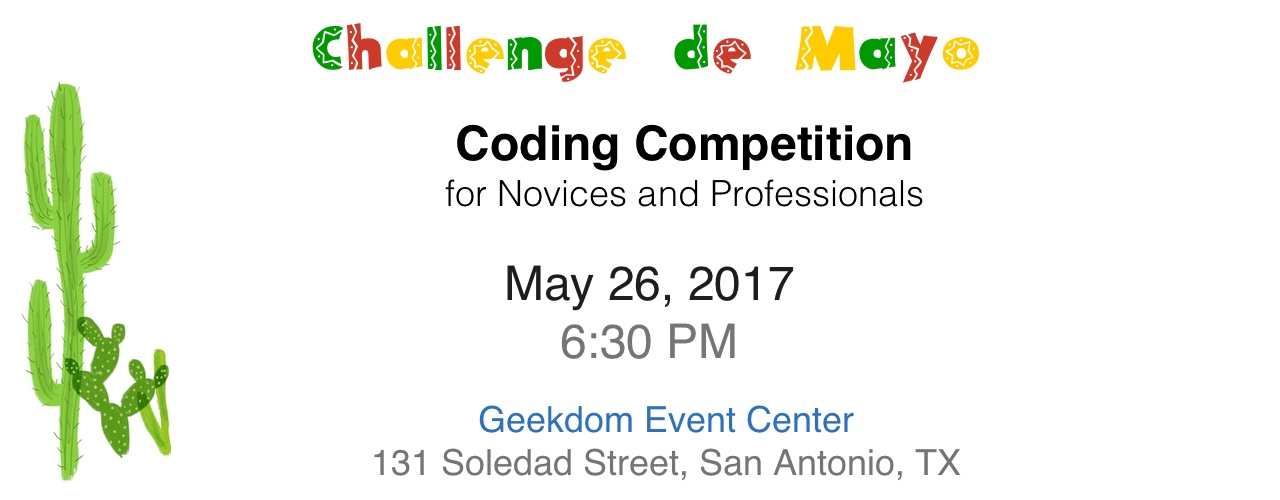 Challenge de Mayo
Coding Competition
for Novices and Professionals
May 26, 2017
6:30 PM
Geekdom Event Center
131 Soledad Street, San Antonio, TX